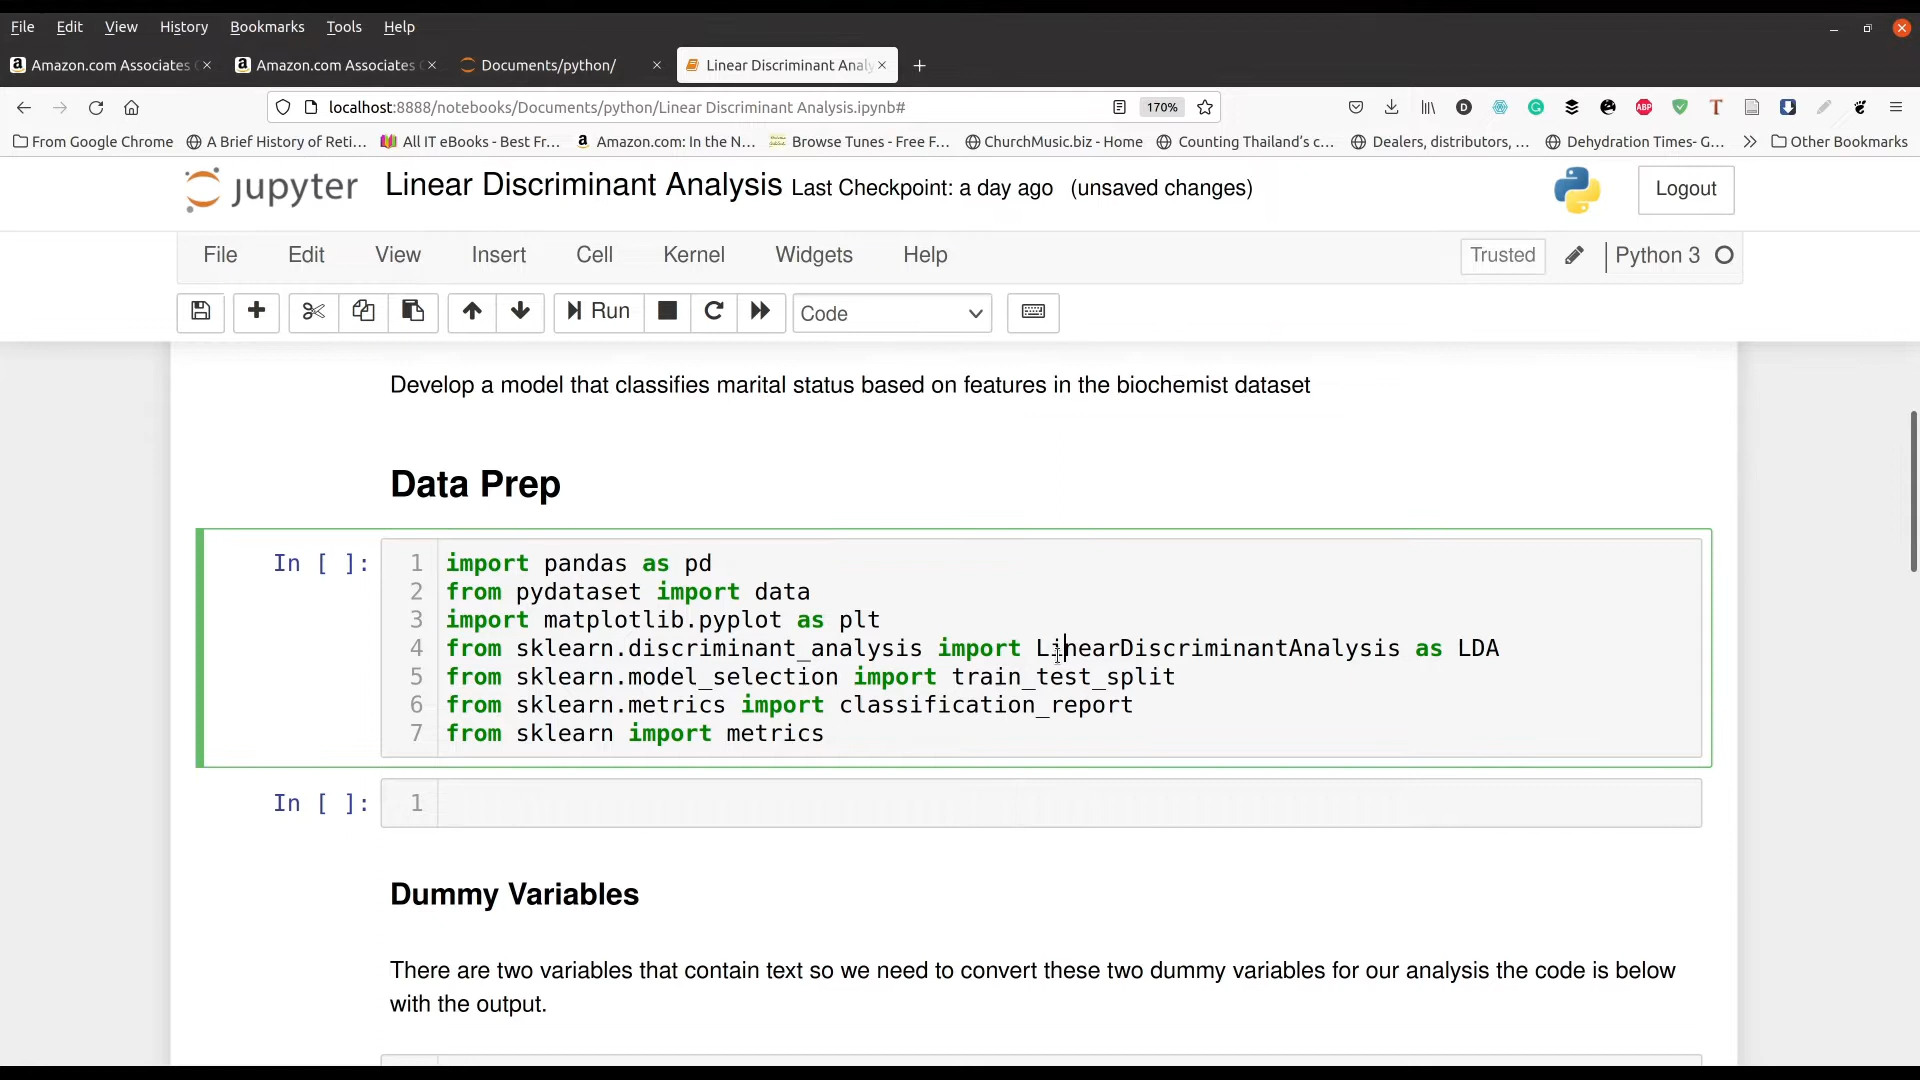 File Edit View History Bookmarks Tools Help
Amazon.com Associates Amazon.com Associates Documents/python/ Linear Discriminant Analy
localhost:8888/notebooks/Documents/python/Linear Discriminant Analysis.ipynb# 170%
From Google Chrome A Brief History of Reti... All IT eBooks - Best Fr... Amazon.com: In the N... Browse Tunes - Free F... ChurchMusic.biz - Home Counting Thailand’s c... Dealers, distributors, ... Dehydration Times- G... Other Bookmarks
jupyter Linear Discriminant Analysis Last Checkpoint: a day ago (unsaved changes) Logout
File Edit View Insert Cell Kernel Widgets Help Trusted Python 3
Run Code
Develop a model that classifies marital status based on features in the biochemist dataset
Data Prep
In [ ]: 1 import pandas as pd
2 from pydataset import data
3 import matplotlib.pyplot as plt
4 from sklearn.discriminant_analysis import LinearDiscriminantAnalysis as LDA
5 from sklearn.model_selection import train_test_split
6 from sklearn.metrics import classification_report
7 from sklearn import metrics
In [ ]: 1
Dummy Variables
There are two variables that contain text so we need to convert these two dummy variables for our analysis the code is below
with the output.